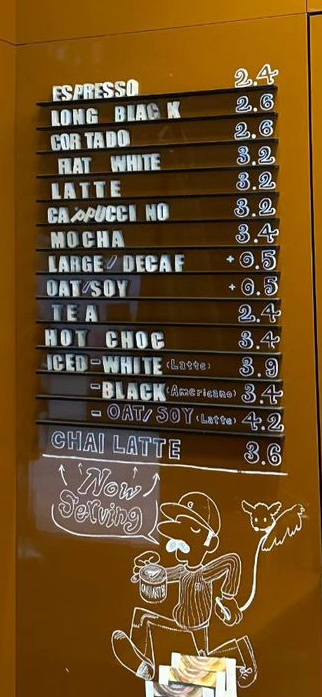 ESPRESSO 2.4
LONG BLACK 2.6
CORTADO 2.6
FLAT WHITE 3.2
LATTE 3.2
CAPPUCCINO 3.2
MOCHA 3.4
LARGE/DECAF +0.5
OAT/SOY +0.5
TEA 2.4
HOT CHOC 3.4
ICED-WHITE (Latte) 3.9
-BLACK (Americano) 3.4
- OAT/SOY (Latte) 4.2
CHAI LATTE 3.6
Now
Serving